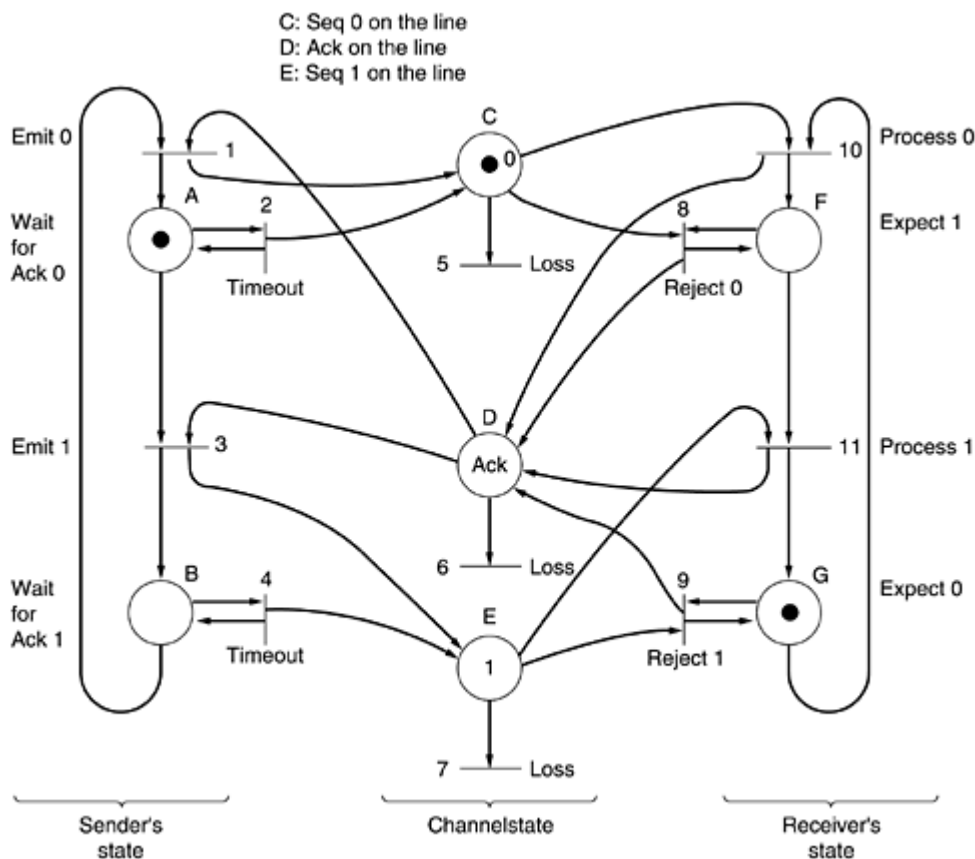 C: Seq 0 on the line
D: Ack on the line
E: Seq 1 on the line
C
Emit 0
1
0
10
Process 0
A
2
8
F
Wait
for
Ack 0
Expect 1
Timeout
5
Loss
Reject 0
D
Emit 1
3
Ack
11
Process 1
B
4
6
Loss
9
G
Wait
for
Ack 1
E
Expect 0
Timeout
1
Reject 1
7
Loss
Sender's
state
Channelstate
Receiver's
state